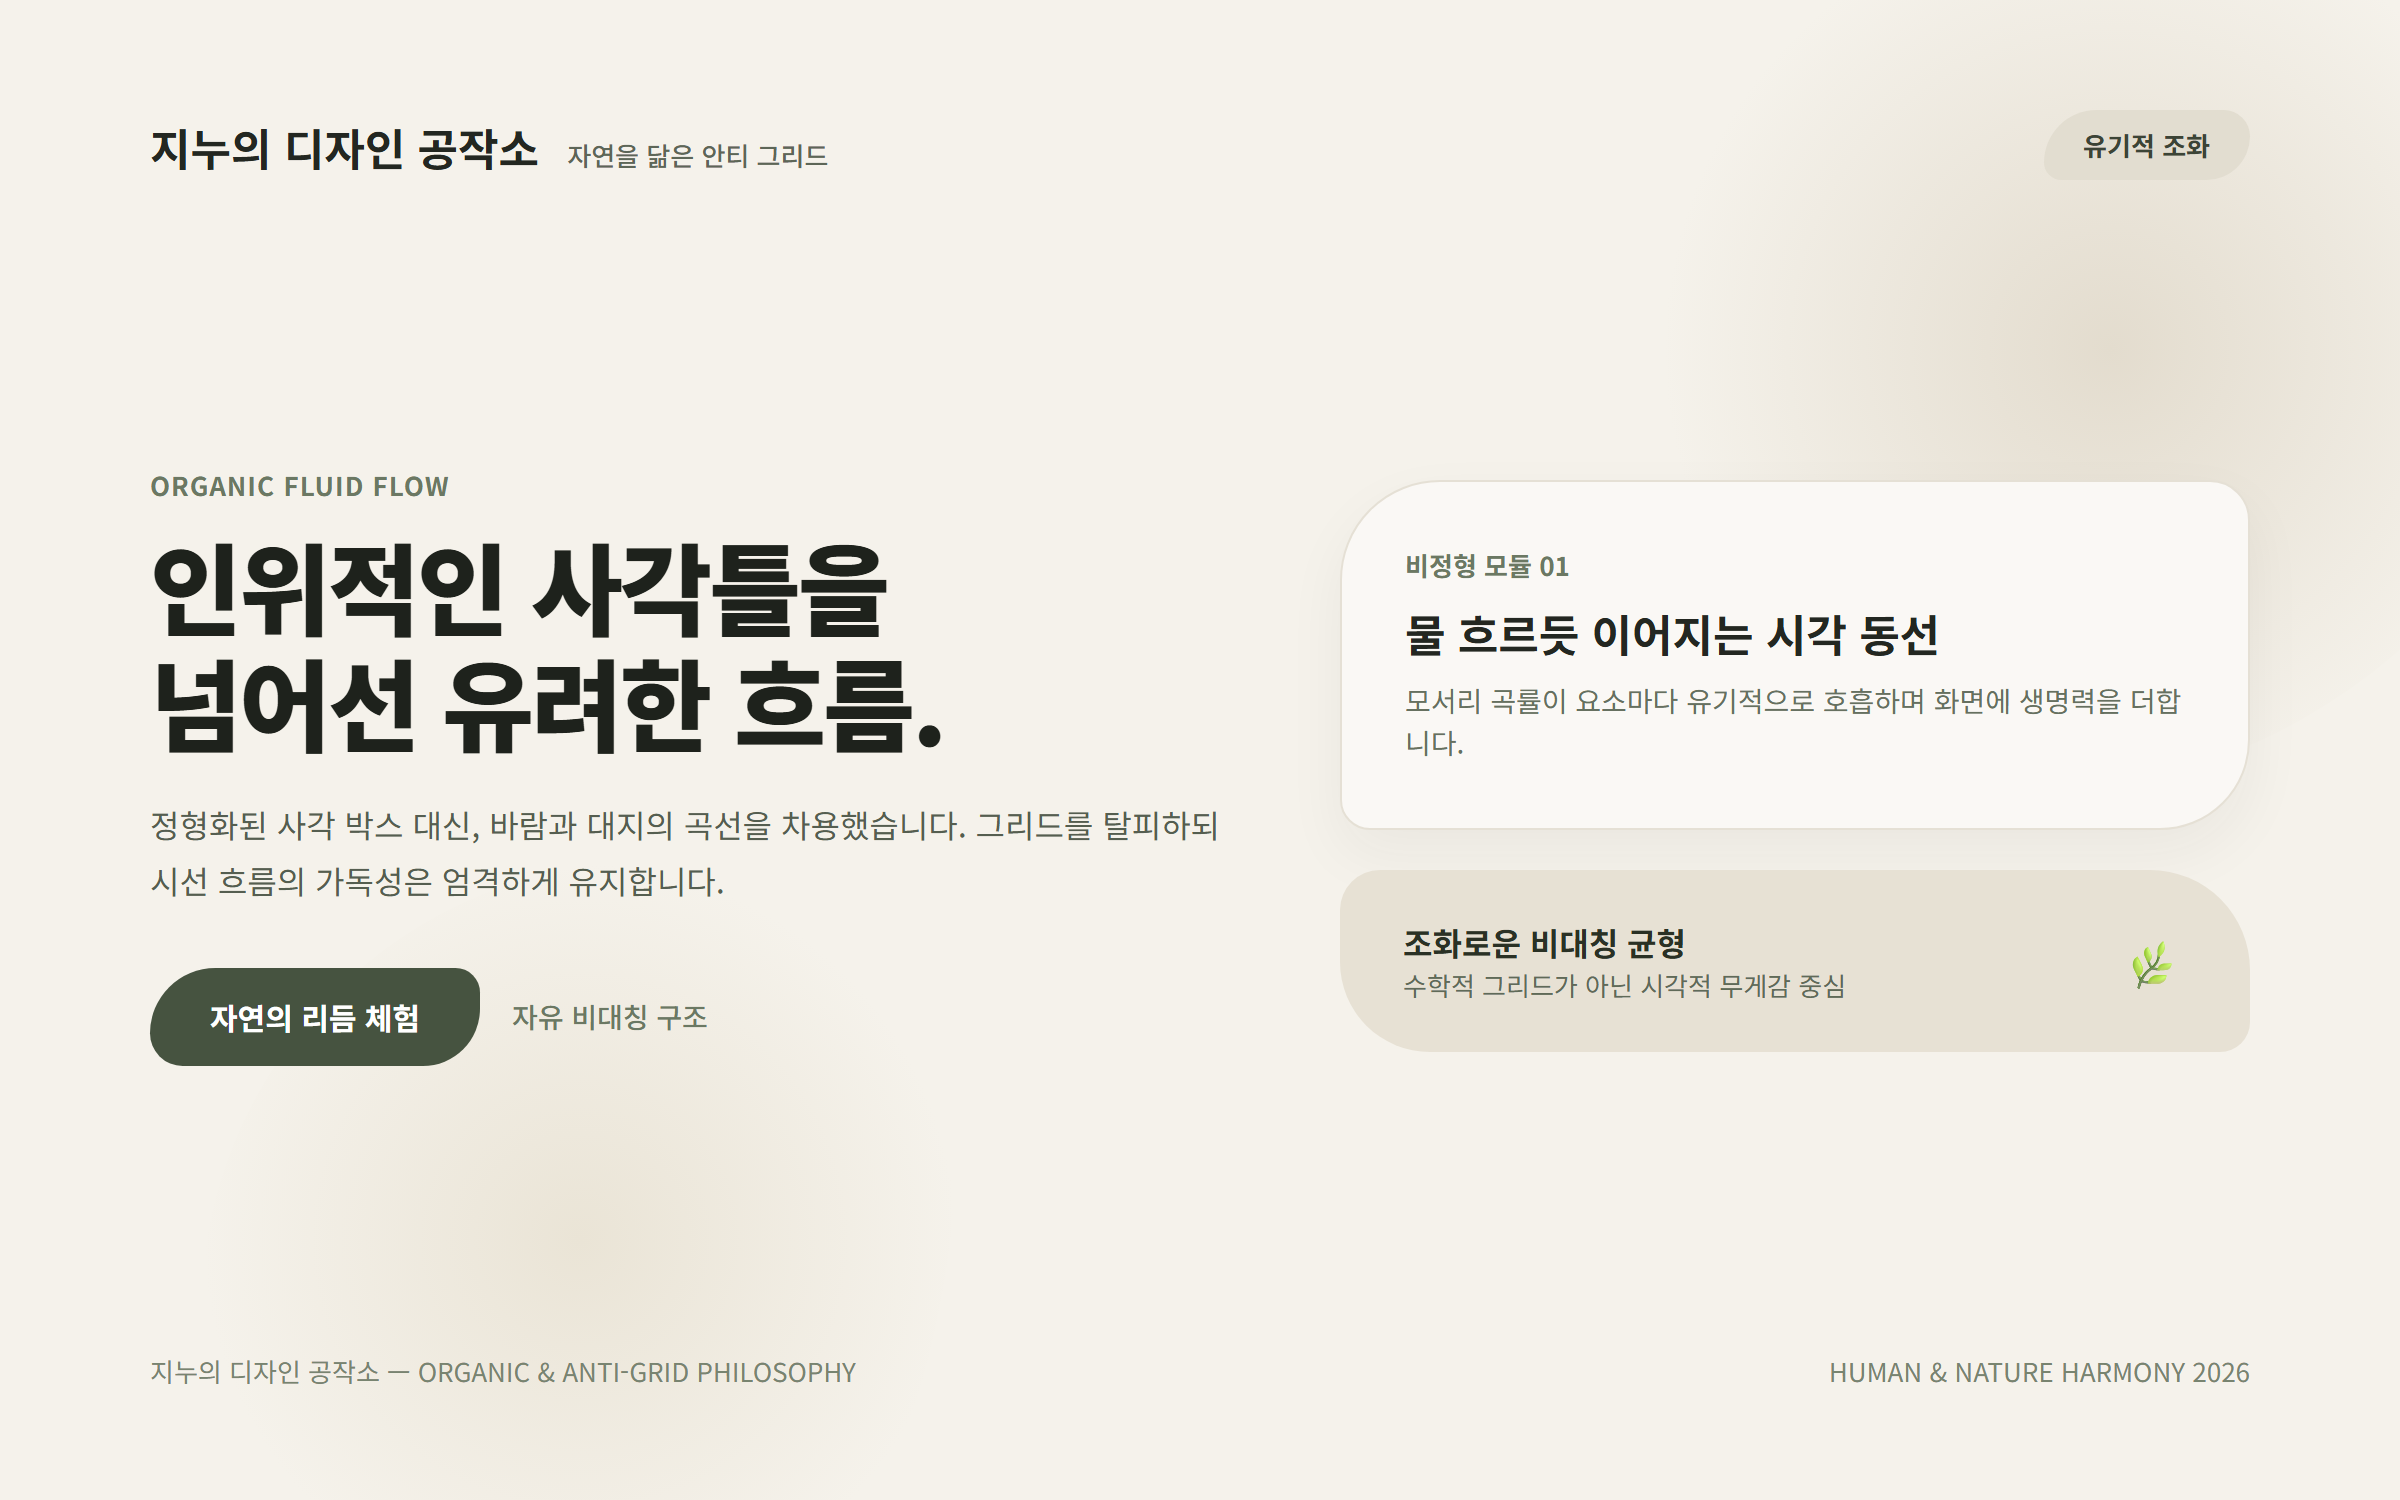 지누의 디자인 공작소 자연을 닮은 안티 그리드
유기적 조화
ORGANIC FLUID FLOW
인위적인 사각틀을
넘어선 유려한 흐름.
정형화된 사각 박스 대신, 바람과 대지의 곡선을 차용했습니다. 그리드를 탈피하되
시선 흐름의 가독성은 엄격하게 유지합니다.
자연의 리듬 체험
자유 비대칭 구조
비정형 모듈 01
물 흐르듯 이어지는 시각 동선
모서리 곡률이 요소마다 유기적으로 호흡하며 화면에 생명력을 더합
니다.
조화로운 비대칭 균형
수학적 그리드가 아닌 시각적 무게감 중심
지누의 디자인 공작소 — ORGANIC & ANTI-GRID PHILOSOPHY
HUMAN & NATURE HARMONY 2026